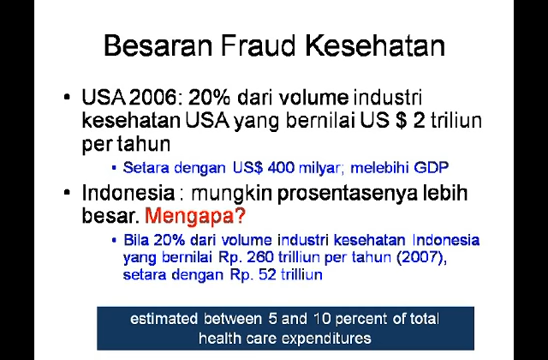 Besaran Fraud Kesehatan
• USA 2006: 20% dari volume industri
kesehatan USA yang bernilai US $ 2 triliun
per tahun
• Setara dengan US$ 400 milyar; melebihi GDP
• Indonesia : mungkin prosentasenya lebih
besar. Mengapa?
• Bila 20% dari volume industri kesehatan Indonesia
yang bernilai Rp. 260 trilliun per tahun (2007),
setara dengan Rp. 52 trilliun
estimated between 5 and 10 percent of total
health care expenditures